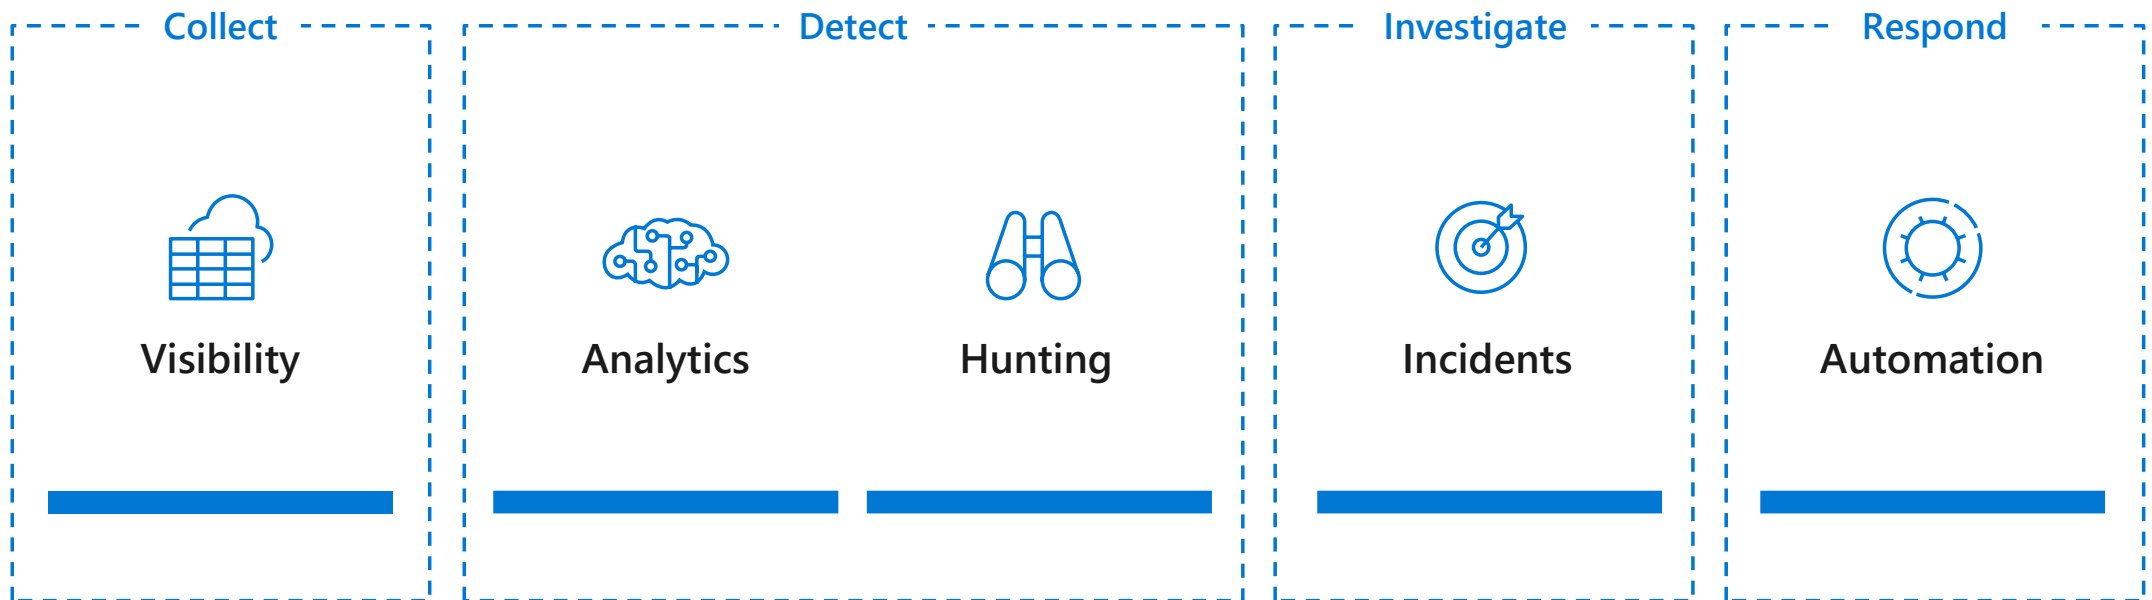 Collect
Detect
Investigate
Respond
Visibility
Analytics
Hunting
Incidents
Automation